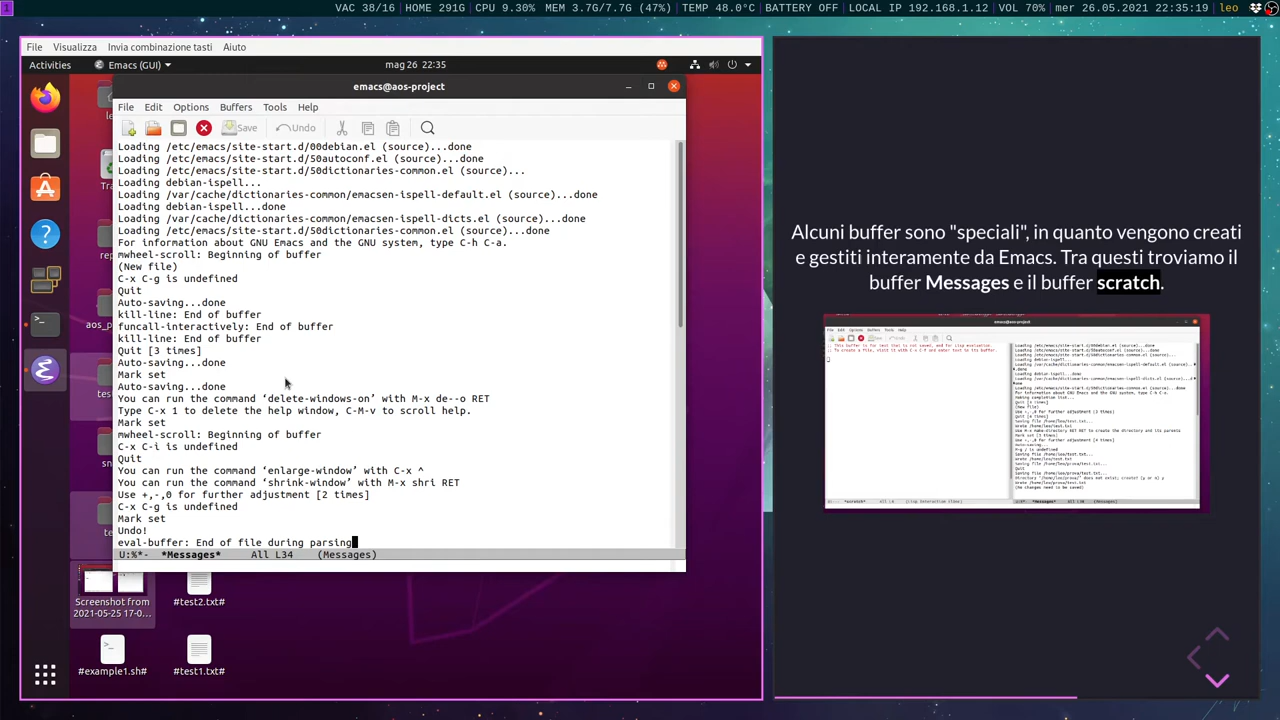 1
VAC 38/16 | HOME 291G | CPU 9.30% | MEM 3.7G/7.7G (47%) | TEMP 48.0°C | BATTERY OFF | LOCAL IP 192.168.1.12 | VOL 70% | mer 26.05.2021 22:35:19 | leo
File Visualizza Invia combinazione tasti Aiuto
Activities Emacs (GUI) mag 26 22:35
emacs@aos-project
File Edit Options Buffers Tools Help
Save Undo
Loading /etc/emacs/site-start.d/00debian.el (source)...done
Loading /etc/emacs/site-start.d/50autoconf.el (source)...done
Loading /etc/emacs/site-start.d/50dictionaries-common.el (source)...
Loading debian-ispell...
Loading /var/cache/dictionaries-common/emacsen-ispell-default.el (source)...done
Loading debian-ispell...done
Loading /var/cache/dictionaries-common/emacsen-ispell-dicts.el (source)...done
Loading /etc/emacs/site-start.d/50dictionaries-common.el (source)...done
For information about GNU Emacs and the GNU system, type C-h C-a.
mwheel-scroll: Beginning of buffer
(New file)
C-x C-g is undefined
Quit
Auto-saving...done
kill-line: End of buffer
funcall-interactively: End of buffer
kill-line: End of buffer
Quit [2 times]
Auto-saving...done
Mark set
Auto-saving...done
You can run the command ‘delete-windows-on’ with M-x de--o RET
Type C-x 1 to delete the help window, C-M-v to scroll help.
Mark set
mwheel-scroll: Beginning of buffer
C-x C-i is undefined
Quit
You can run the command ‘enlarge-window’ with C-x ^
You can run the command ‘shrink-window’ with M-x shri RET
Use +,-,0 for further adjustment [2 times]
C-x C-g is undefined
Mark set
Undo!
eval-buffer: End of file during parsing
U:%*- *Messages* All L34 (Messages)
Screenshot from 2021-05-25 17-0...
#test2.txt#
#example1.sh#
#test1.txt#
Alcuni buffer sono "speciali", in quanto vengono creati
e gestiti interamente da Emacs. Tra questi troviamo il
buffer Messages e il buffer scratch.